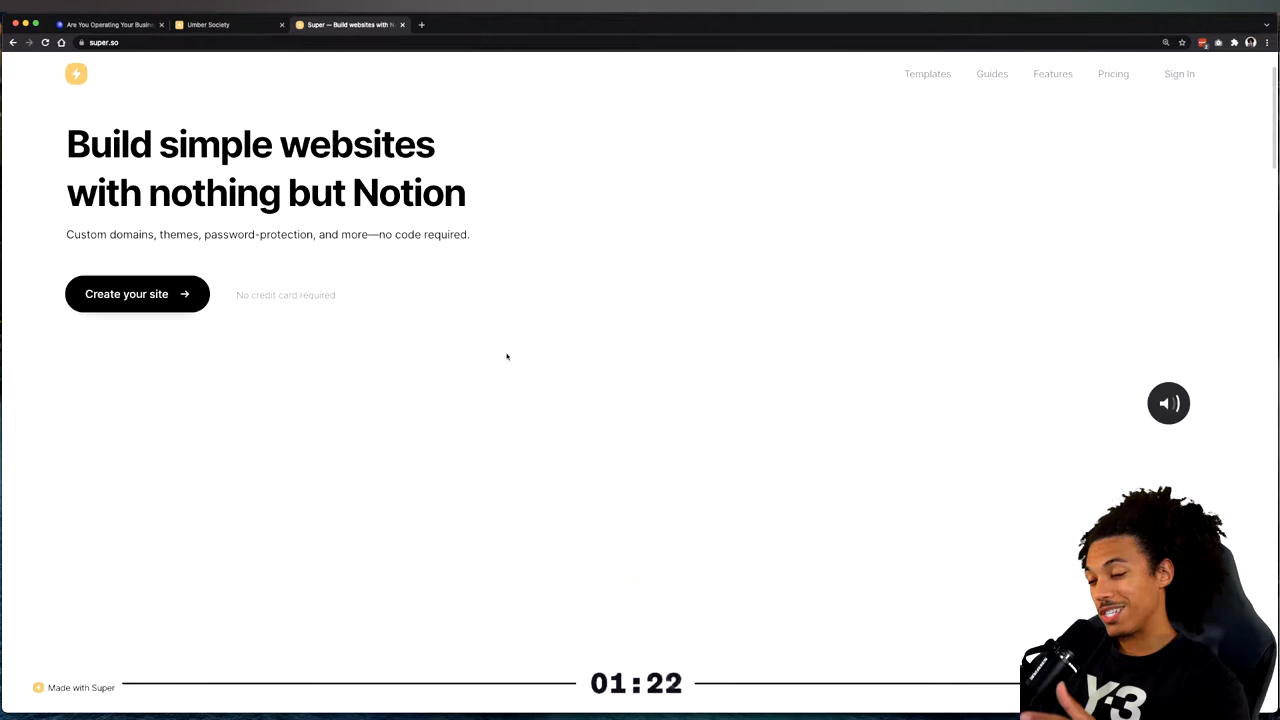 Are You Operating Your Busin
Umber Society
Super — Build websites with N
super.so
Templates
Guides
Features
Pricing
Sign In
Build simple websites
with nothing but Notion
Custom domains, themes, password-protection, and more—no code required.
Create your site →
No credit card required
Made with Super
01:22
Y-3